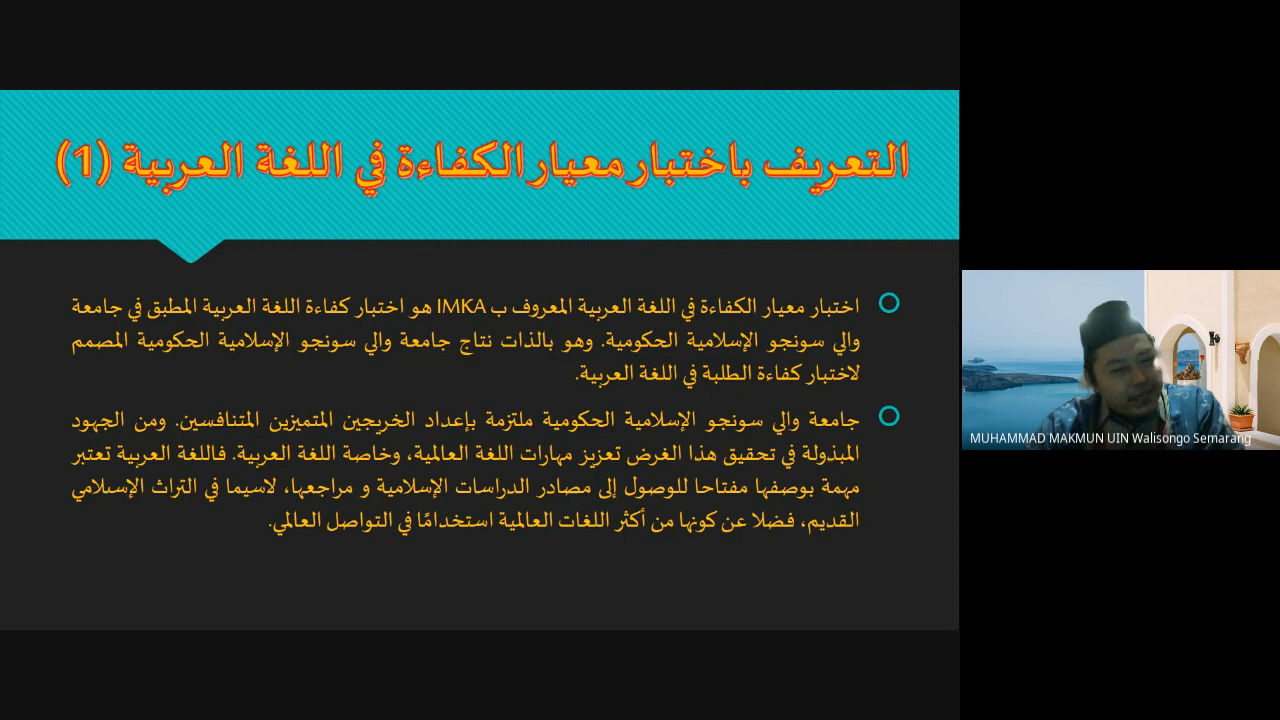 التعريف باختبار معيار الكفاءة في اللغة العربية (1)
اختبار معيار الكفاءة في اللغة العربية المعروف ب IMKA هو اختبار كفاءة اللغة العربية المطبق في جامعة
والي سونجو الإسلامية الحكومية. وهو بالذات نتاج جامعة والي سونجو الإسلامية الحكومية المصمم
لاختبار كفاءة الطلبة في اللغة العربية.
جامعة والي سونجو الإسلامية الحكومية ملتزمة بإعداد الخريجين المتميزين المتنافسين. ومن الجهود
المبذولة في تحقيق هذا الغرض تعزيز مهارات اللغة العالمية، وخاصة اللغة العربية. فاللغة العربية تعتبر
مهمة بوصفها مفتاحا للوصول إلى مصادر الدراسات الإسلامية و مراجعها، لاسيما في التراث الإسلامي
القديم، فضلا عن كونها من أكثر اللغات العالمية استخدامًا في التواصل العالمي.
MUHAMMAD MAKMUN UIN Walisongo Semarang